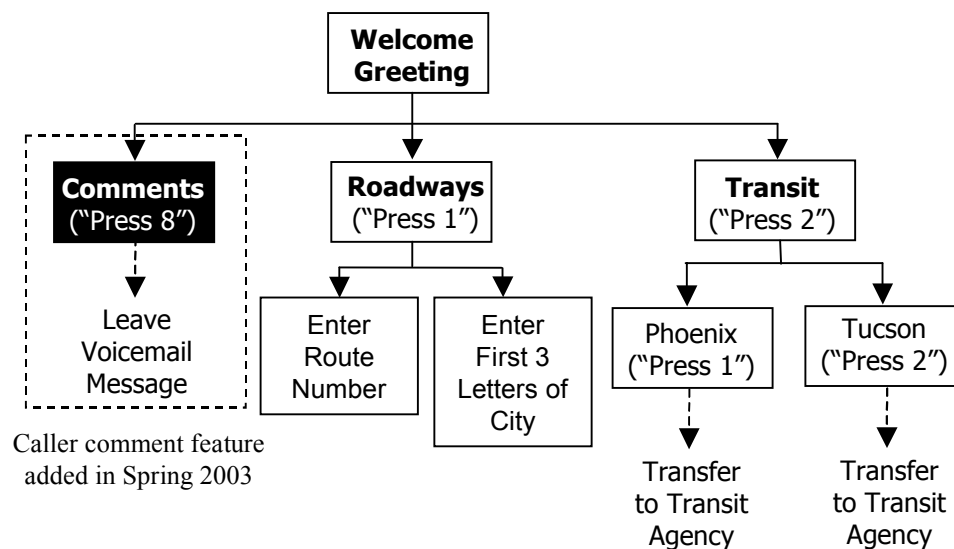 Welcome
Greeting
Comments
(“Press 8”)
Leave
Voicemail
Message
Caller comment feature
added in Spring 2003
Roadways
(“Press 1”)
Enter
Route
Number
Enter
First 3
Letters of
City
Transit
(“Press 2”)
Phoenix
(“Press 1”)
Transfer
to Transit
Agency
Tucson
(“Press 2”)
Transfer
to Transit
Agency